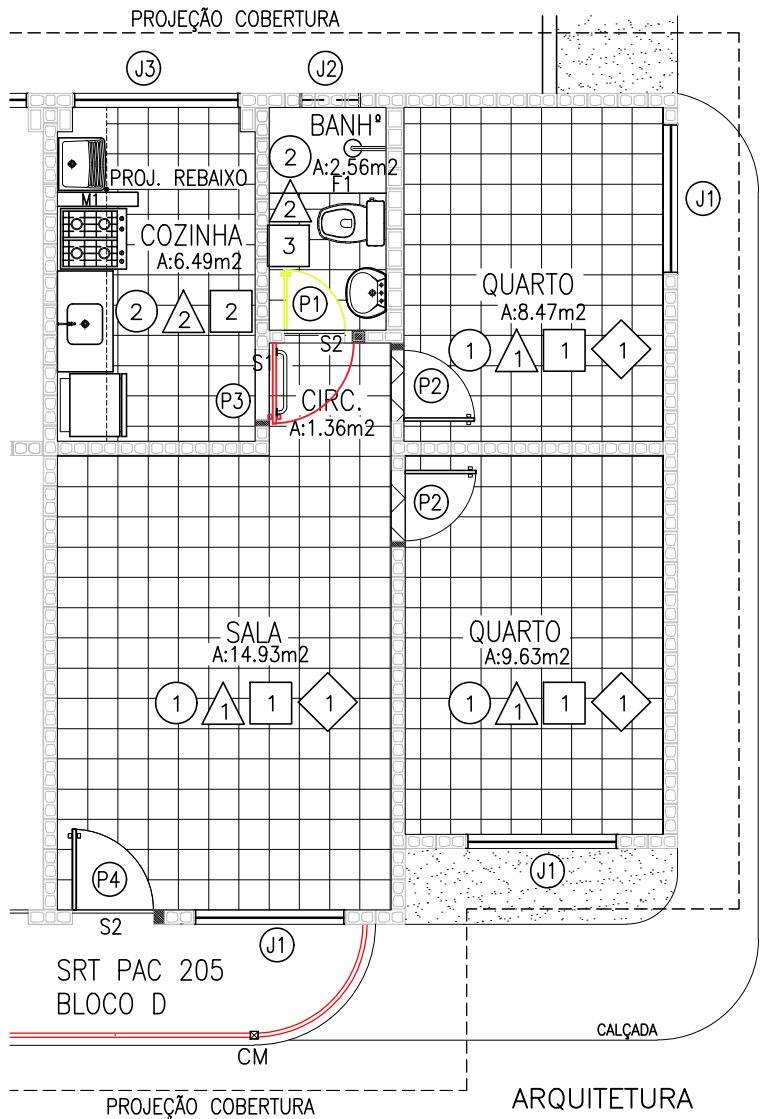 PROJEÇÃO COBERTURA
J3
J2
BANHº
2
A:2.56m2
F1
PROJ. REBAIXO
M1
2
3
J1
COZINHA
A:6.49m2
2
2
2
P1
QUARTO
A:8.47m2
S2
1
1
1
1
S1
P3
P2
CIRC.
A:1.36m2
P2
SALA
A:14.93m2
QUARTO
A:9.63m2
1
1
1
1
1
1
1
1
P4
J1
S2
J1
SRT PAC 205
BLOCO D
CALÇADA
CM
PROJEÇÃO COBERTURA
ARQUITETURA